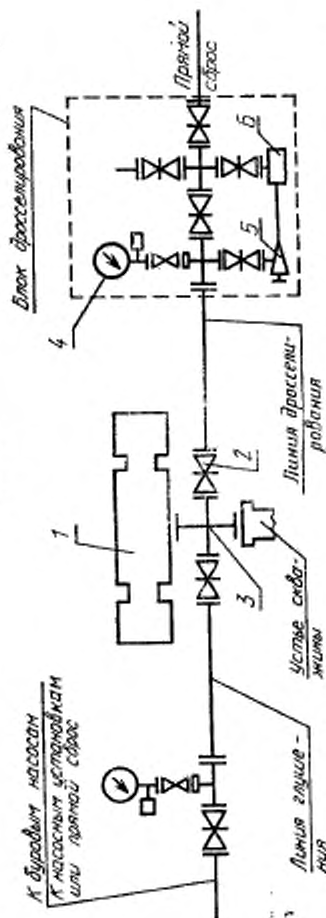 К буровым насосам
К насосным установкам
или прямой сброс
Блок дросселирования
Прямой
сброс
1
2
3
4
5
6
Линия глуше-
ния
Устье сква-
жины
Линия дроссели-
рования